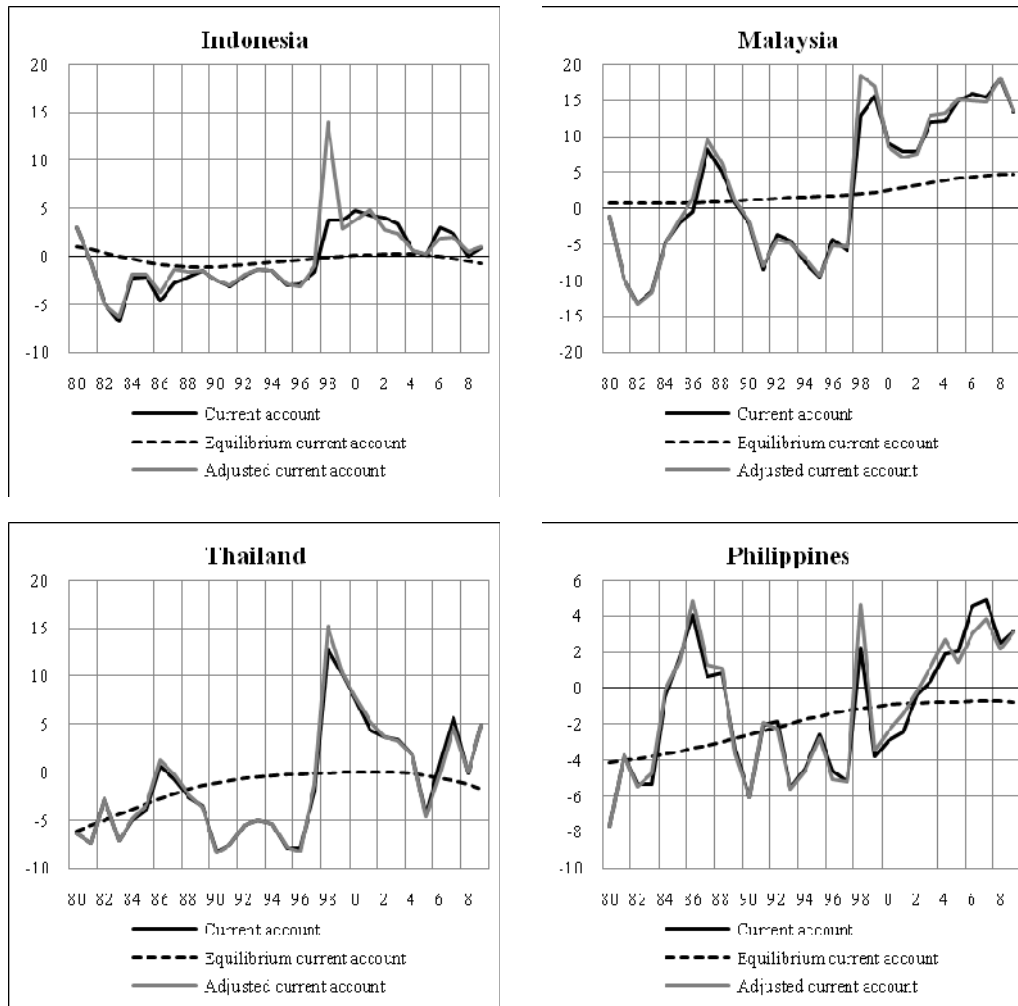 Indonesia
20
15
10
5
0
-5
-10
80 82 84 86 88 90 92 94 96 98 0 2 4 6 8
Current account
Equilibrium current account
Adjusted current account
Malaysia
20
15
10
5
0
-5
-10
-15
-20
80 82 84 86 88 90 92 94 96 98 0 2 4 6 8
Current account
Equilibrium current account
Adjusted current account
Thailand
20
15
10
5
0
-5
-10
80 82 84 86 88 90 92 94 96 98 0 2 4 6 8
Current account
Equilibrium current account
Adjusted current account
Philippines
6
4
2
0
-2
-4
-6
-8
-10
80 82 84 86 88 90 92 94 96 98 0 2 4 6 8
Current account
Equilibrium current account
Adjusted current account